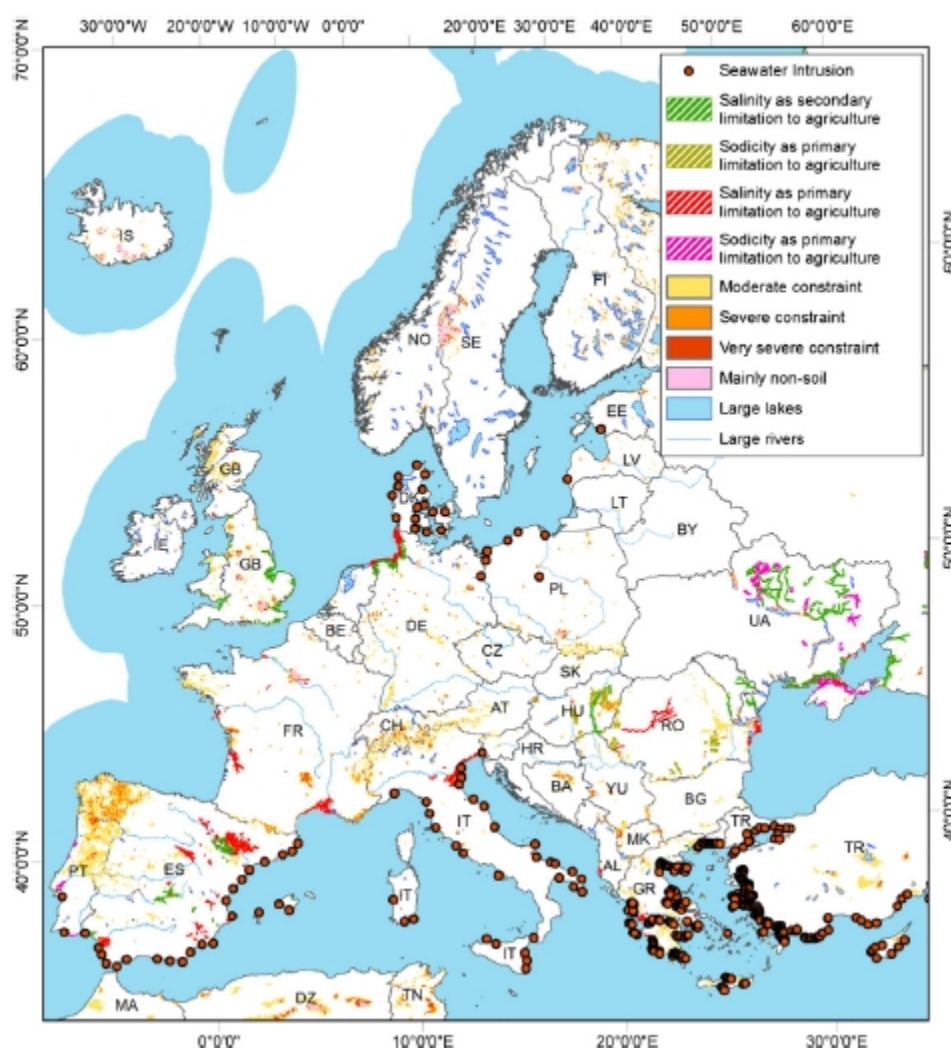 30°0'0"W 20°0'0"W 10°0'0"W 0°0'0" 20°0'0"E 30°0'0"E 40°0'0"E 50°0'0"E 60°0'0"E
70°0'0"N
Seawater Intrusion
Salinity as secondary
limitation to agriculture
Sodicity as primary
limitation to agriculture
Salinity as primary
limitation to agriculture
Sodicity as primary
limitation to agriculture
Moderate constraint
Severe constraint
Very severe constraint
Mainly non-soil
Large lakes
Large rivers
IS
FI
NO SE
60°0'0"N
EE
LV
GB
DK
LT
BY
50°0'0"N
IE
GB
PL
UA
50°0'0"N
BE
DE
CZ
SK
AT
HU
RO
FR
CH
HR
BA
YU
BG
IT
TR
MK
TR
40°0'0"N
PT
ES
AL
IT
GR
IT
MA
DZ
TN
0°0'0" 10°0'0"E 20°0'0"E 30°0'0"E